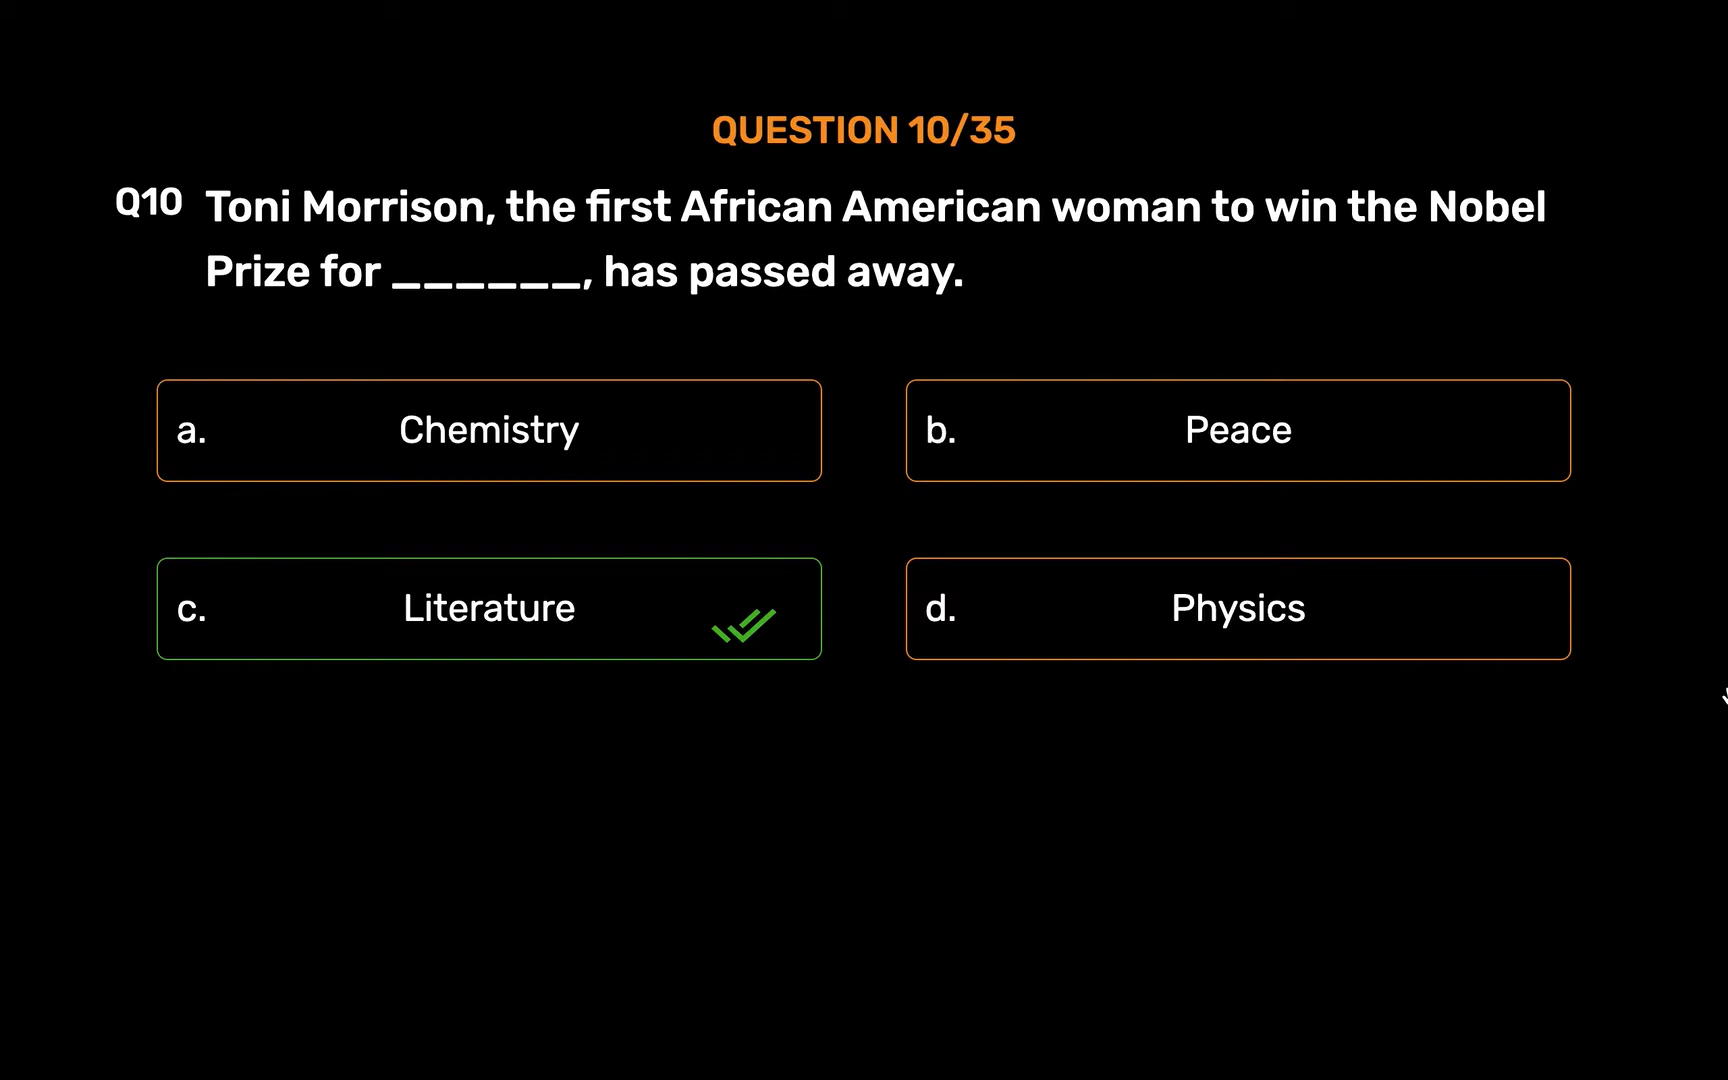 QUESTION 10/35
Q10 Toni Morrison, the first African American woman to win the Nobel
Prize for ______, has passed away.
a. Chemistry
b. Peace
c. Literature
d. Physics